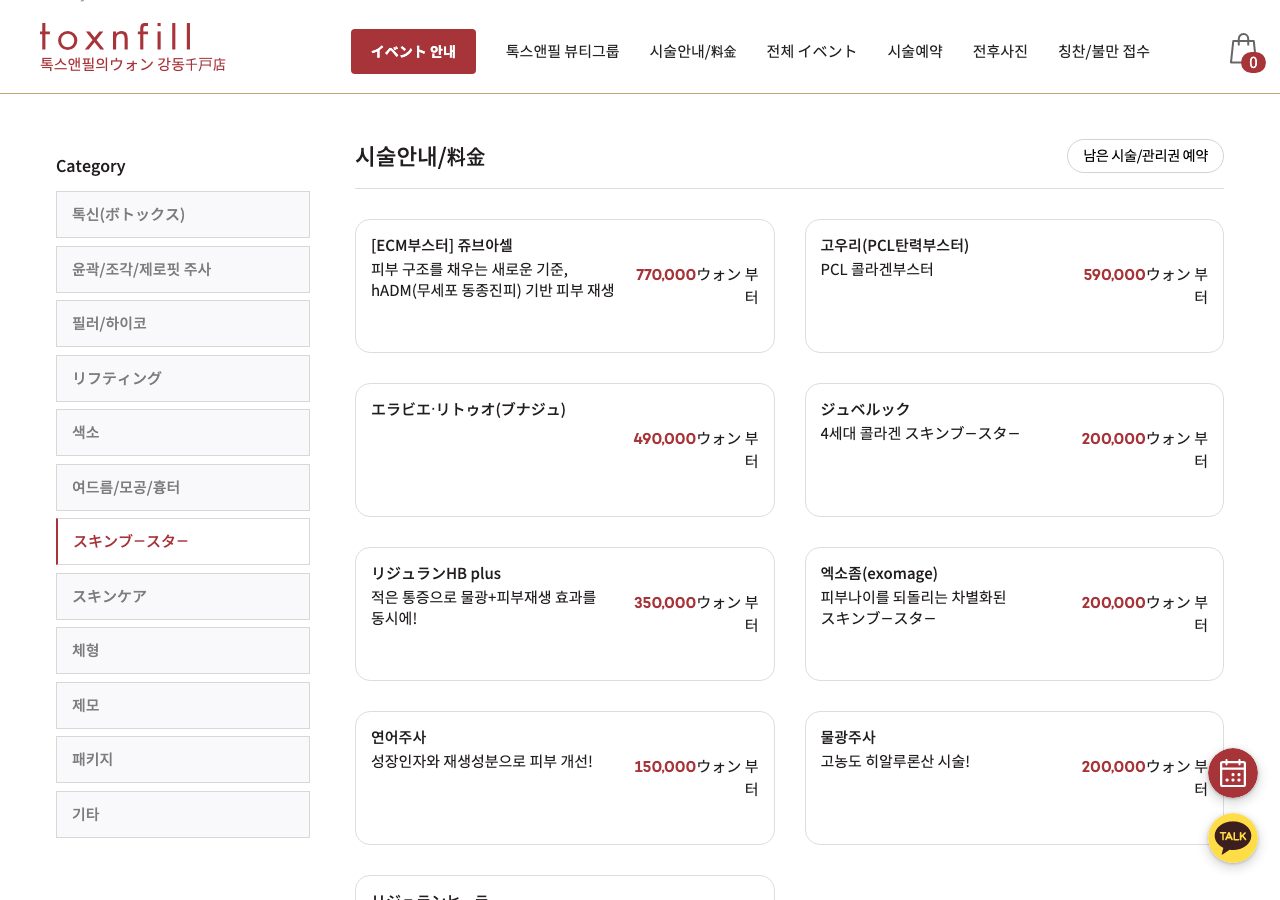 toxnfill
톡스앤필의ウォン 강동千戸店
イベント 안내
톡스앤필 뷰티그룹
시술안내/料金
전체 イベント
시술예약
전후사진
칭찬/불만 접수
0
Category
톡신(ボトックス)
윤곽/조각/제로핏 주사
필러/하이코
リフティング
색소
여드름/모공/흉터
スキンブースター
スキンケア
체형
제모
패키지
기타
시술안내/料金
남은 시술/관리권 예약
[ECM부스터] 쥬브아셀
피부 구조를 채우는 새로운 기준,
hADM(무세포 동종진피) 기반 피부 재생
770,000ウォン 부
터
고우리(PCL탄력부스터)
PCL 콜라겐부스터
590,000ウォン 부
터
エラビエ·リトゥオ(ブナジュ)
490,000ウォン 부
터
ジュベルック
4세대 콜라겐 スキンブースター
200,000ウォン 부
터
リジュランHB plus
적은 통증으로 물광+피부재생 효과를
동시에!
350,000ウォン 부
터
엑소좀(exomage)
피부나이를 되돌리는 차별화된
スキンブースター
200,000ウォン 부
터
연어주사
성장인자와 재생성분으로 피부 개선!
150,000ウォン 부
터
물광주사
고농도 히알루론산 시술!
200,000ウォン 부
터
TALK